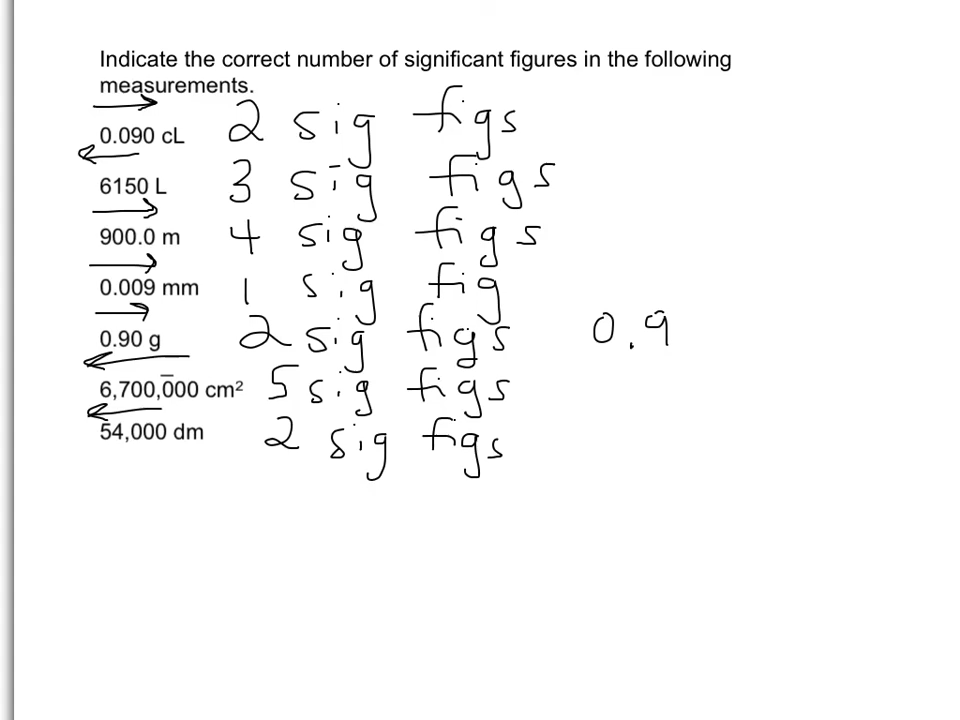 Indicate the correct number of significant figures in the following
measurements.
0.090 cL 2 sig figs
6150 L 3 sig figs
900.0 m 4 sig figs
0.009 mm 1 sig fig
0.90 g 2 sig figs 0.9
6,700,0̅00 cm² 5 sig figs
54,000 dm 2 sig figs